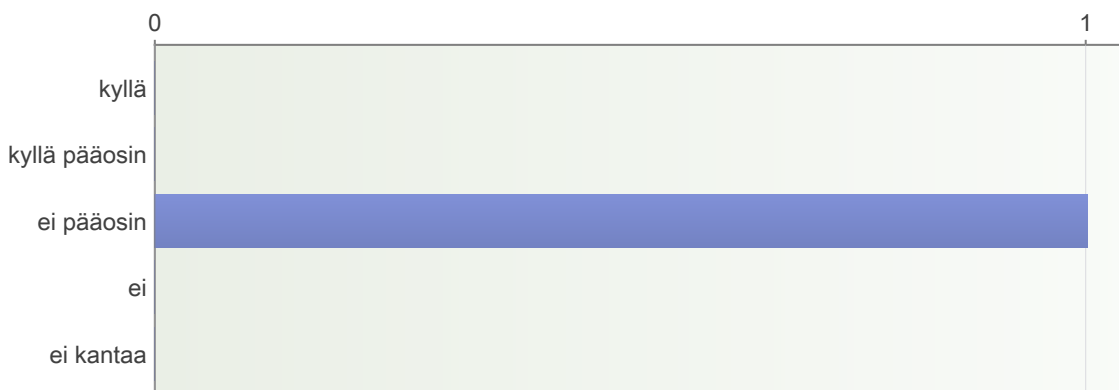 0 1
kyllä
kyllä pääosin
ei pääosin
ei
ei kantaa